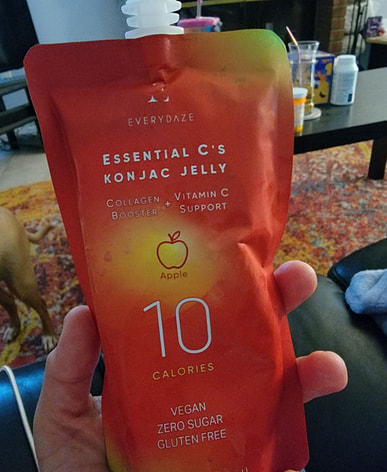 EVERYDAZE
ESSENTIAL C'S
KONJAC JELLY
COLLAGEN BOOSTER + VITAMIN C SUPPORT
Apple
10
CALORIES
VEGAN
ZERO SUGAR
GLUTEN FREE